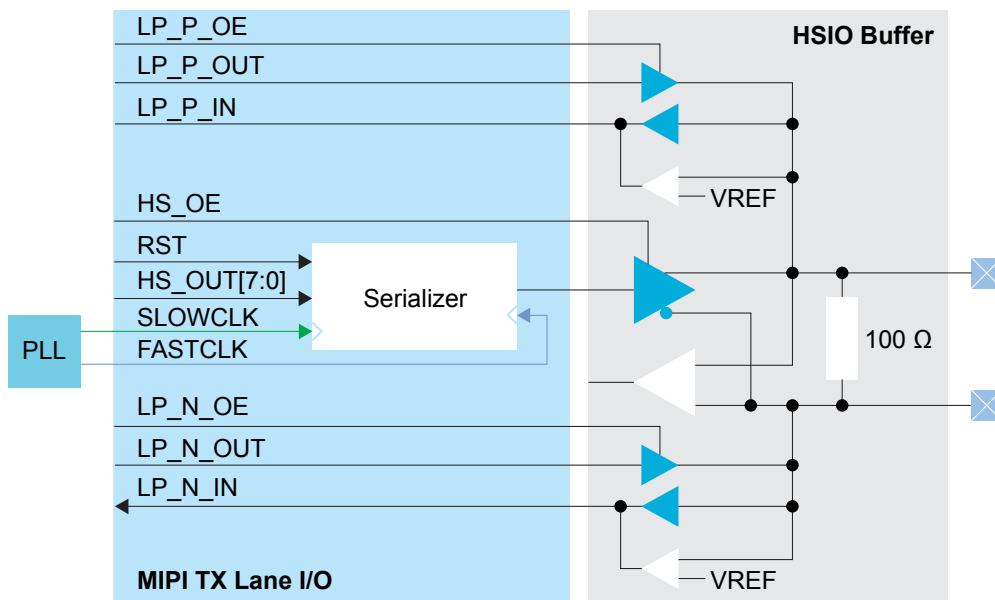 LP_P_OE
HSIO Buffer
LP_P_OUT
LP_P_IN
VREF
HS_OE
RST
HS_OUT[7:0]
Serializer
SLOWCLK
PLL
FASTCLK
100 Ω
LP_N_OE
LP_N_OUT
LP_N_IN
MIPI TX Lane I/O
VREF